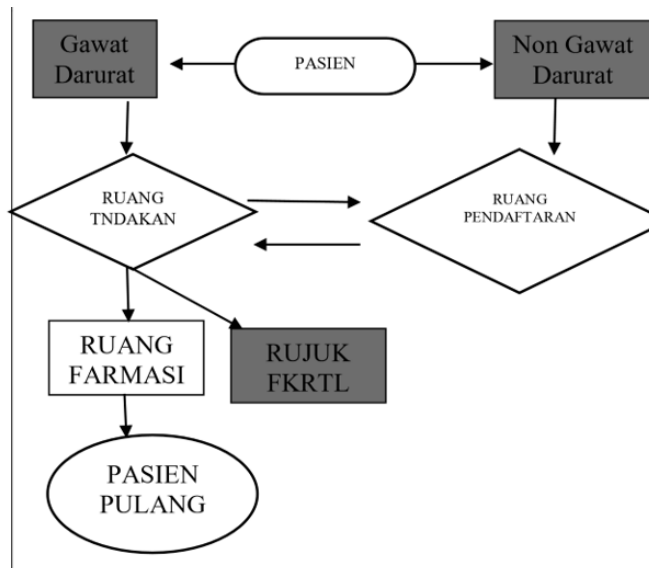 Gawat
Darurat
PASIEN
Non Gawat
Darurat
RUANG
TNDAKAN
RUANG
PENDAFTARAN
RUANG
FARMASI
RUJUK
FKRTL
PASIEN
PULANG